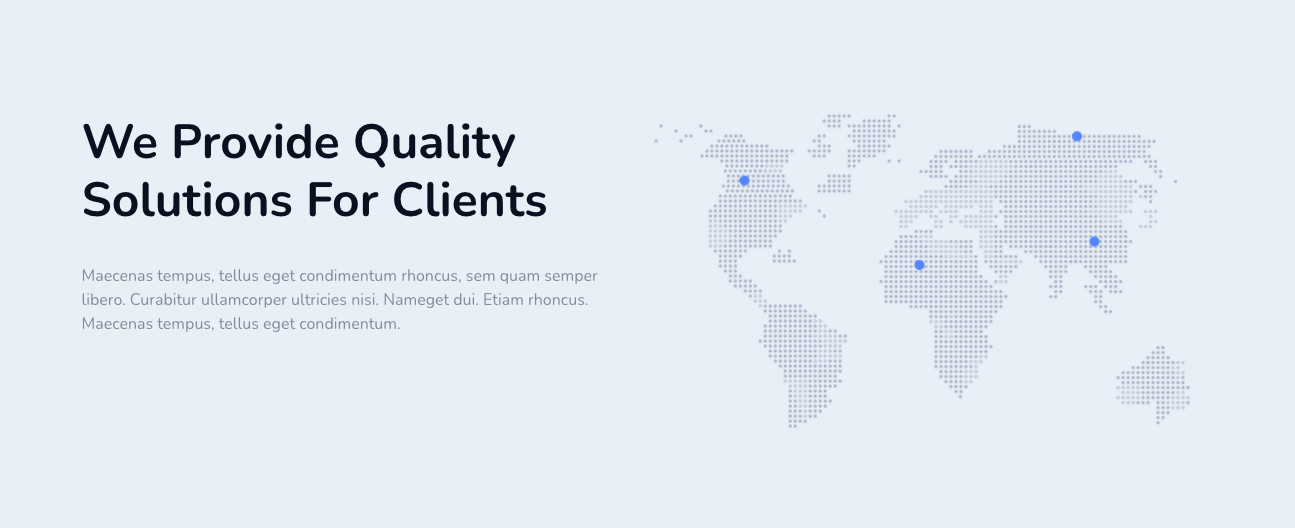 We Provide Quality
Solutions For Clients
Maecenas tempus, tellus eget condimentum rhoncus, sem quam semper
libero. Curabitur ullamcorper ultricies nisi. Nameget dui. Etiam rhoncus.
Maecenas tempus, tellus eget condimentum.